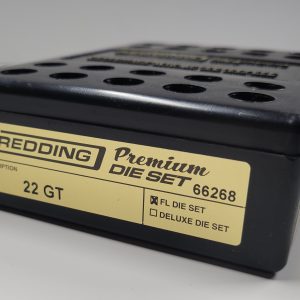 REDDING Premium
DIE SET 66268
22 GT
☒ FL DIE SET
☐ DELUXE DIE SET